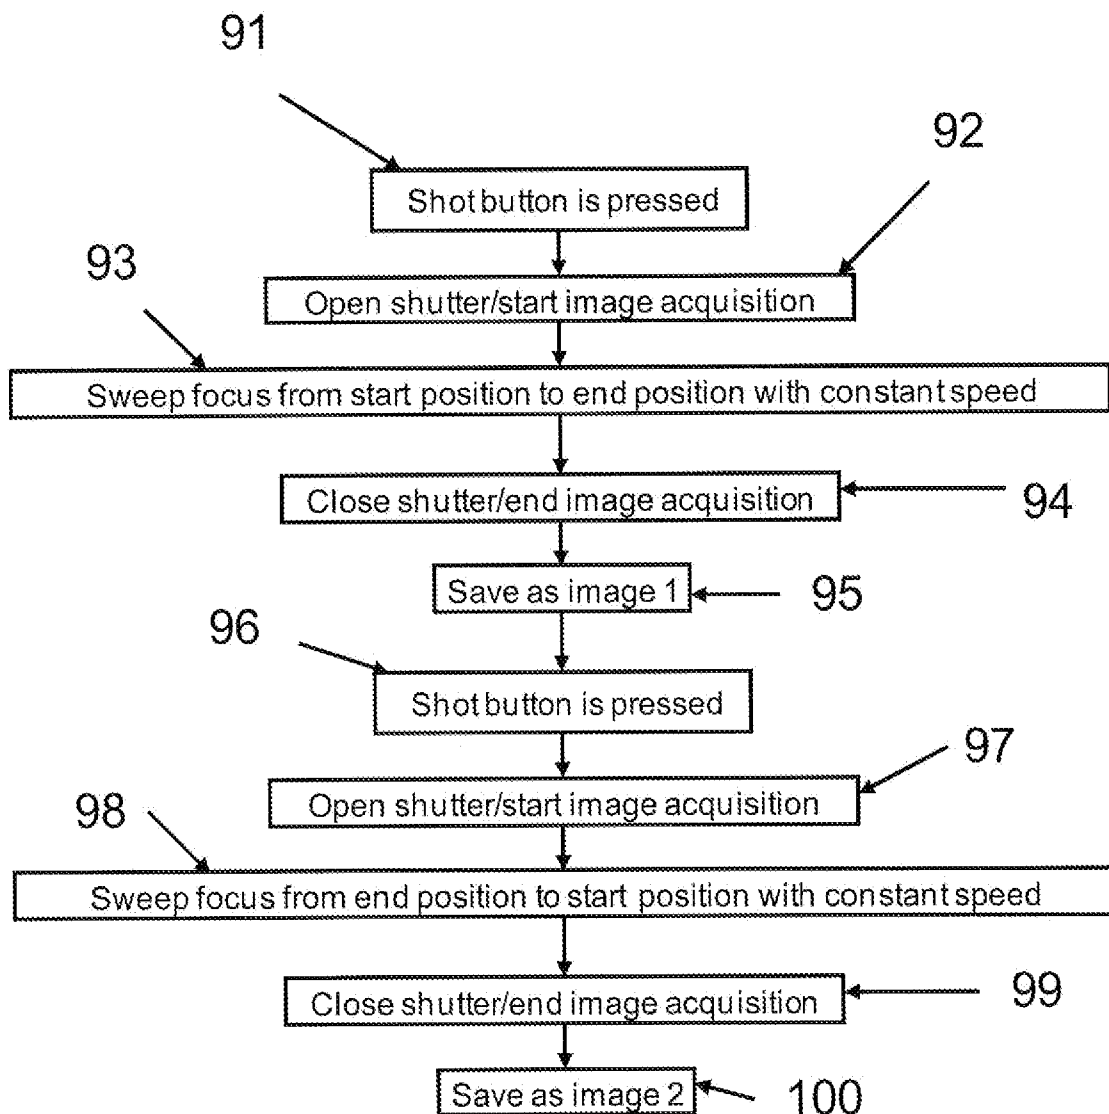 91
92
Shot button is pressed
93
Open shutter/start image acquisition
Sweep focus from start position to end position with constant speed
Close shutter/end image acquisition
94
Save as image 1
95
96
Shot button is pressed
97
Open shutter/start image acquisition
98
Sweep focus from end position to start position with constant speed
Close shutter/end image acquisition
99
Save as image 2
100